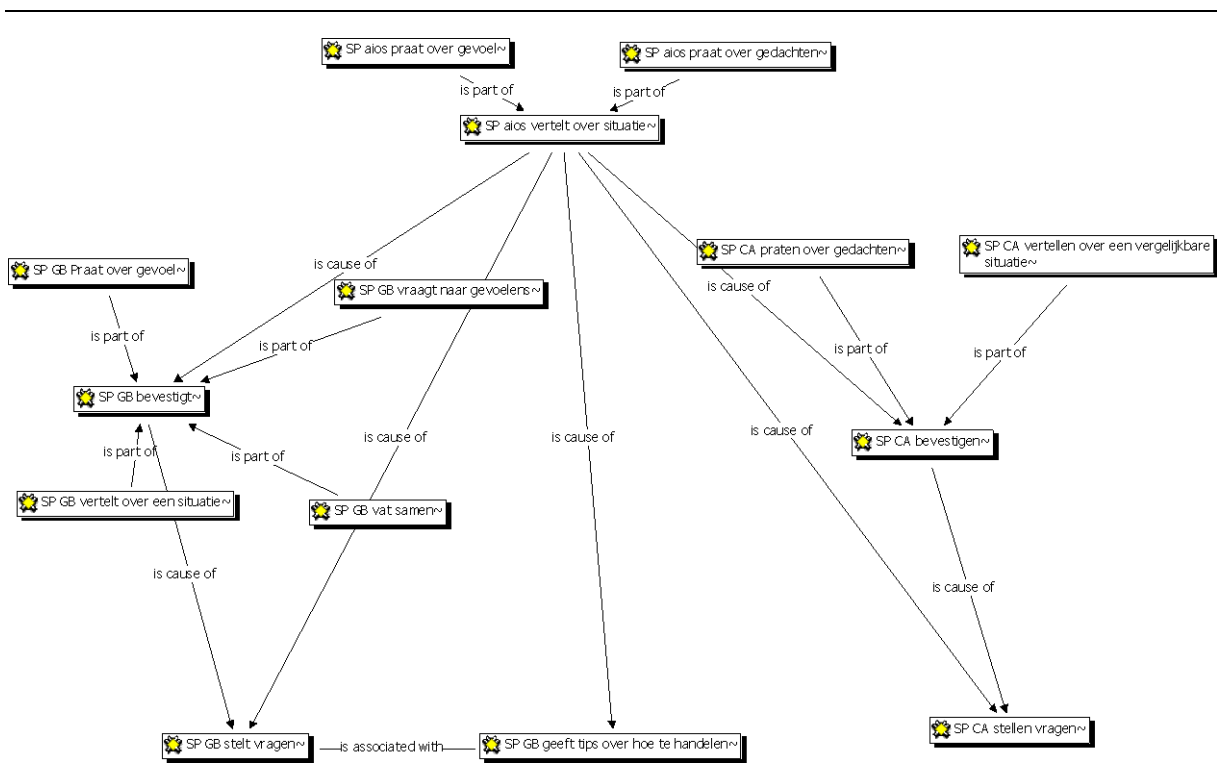 SP aios praat over gevoel~
SP aios praat over gedachten~
is part of
is part of
SP aios vertelt over situatie~
SP CA praten over gedachten~
SP CA vertellen over een vergelijkbare
situatie~
SP GB Praat over gevoel~
is cause of
is cause of
SP GB vraagt naar gevoelens~
is part of
is part of
is part of
is part of
SP GB bevestigt~
is cause of
is cause of
is cause of
SP CA bevestigen~
is part of
is part of
SP GB vertelt over een situatie~
SP GB vat samen~
is cause of
is cause of
SP CA stellen vragen~
SP GB stelt vragen~
is associated with
SP GB geeft tips over hoe te handelen~